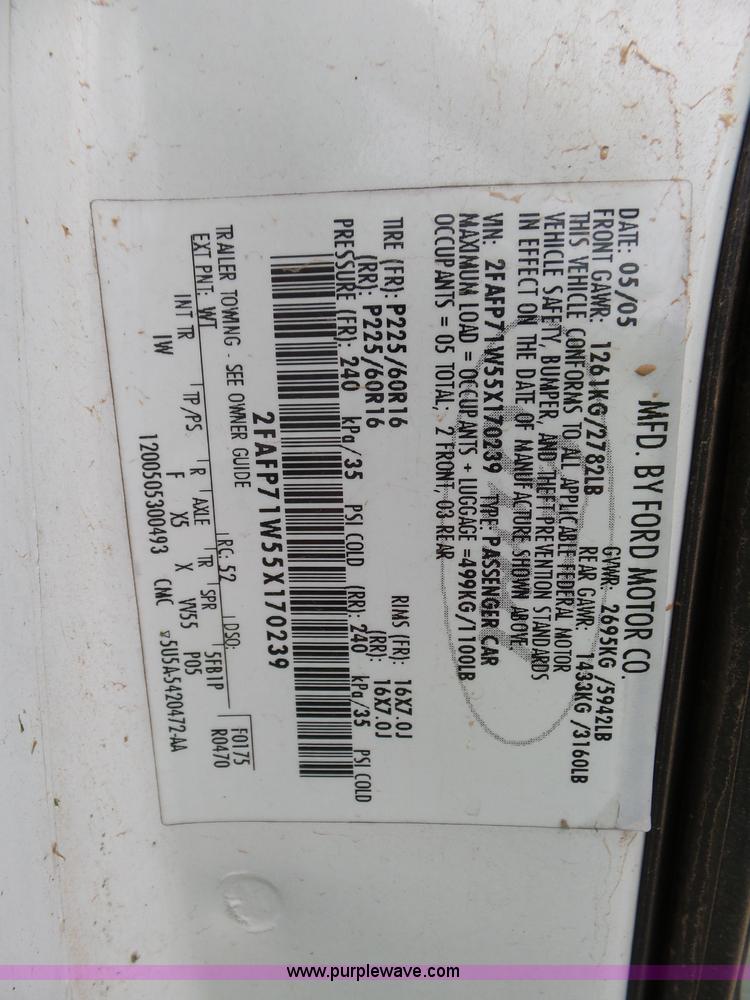 MFD. BY FORD MOTOR CO.
DATE: 05/05 GVWR: 2695KG/5942LB
FRONT GAWR: 1261KG/2782LB REAR GAWR: 1433KG/3160LB
THIS VEHICLE CONFORMS TO ALL APPLICABLE FEDERAL MOTOR
VEHICLE SAFETY, BUMPER, AND THEFT PREVENTION STANDARDS
IN EFFECT ON THE DATE OF MANUFACTURE SHOWN ABOVE.
VIN: 2FAFP71W55X170239 TYPE: PASSENGER CAR
MAXIMUM LOAD = OCCUPANTS + LUGGAGE =499KG/1100LB
OCCUPANTS = 05 TOTAL; 2 FRONT, 03 REAR
TIRE (FR): P225/60R16 RIMS (FR): 16X7.0J
(RR): P225/60R16 (RR): 16X7.0J
PRESSURE (FR): 240 kPa/35 PSI COLD (RR): 240 kPa/35 PSI COLD
2FAFP71W55X170239
TRAILER TOWING - SEE OWNER GUIDE
EXT PNT: WT RC: 52 DSO: F0175
INT TR TP/PS R AXLE TR SPR 5FB1P R0470
IW F X5 X VV55 P05
1200505300493 CMC 5U5A-5420472-AA
www.purplewave.com